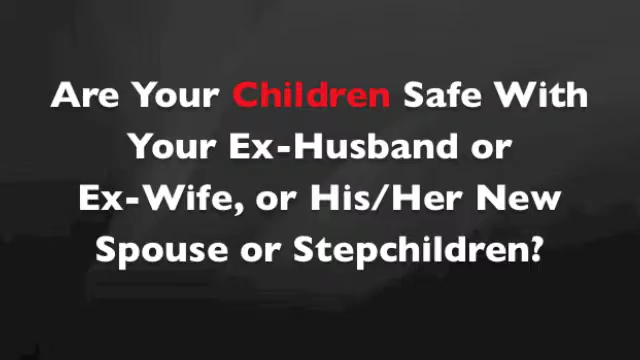 Are Your Children Safe With
Your Ex-Husband or
Ex-Wife, or His/Her New
Spouse or Stepchildren?